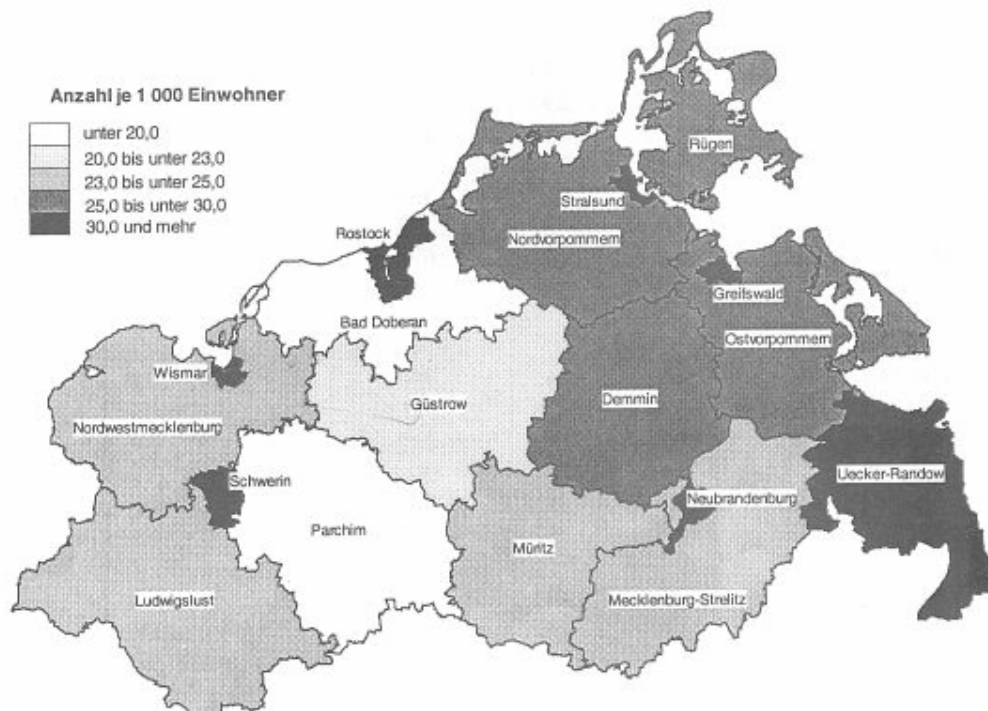 Anzahl je 1 000 Einwohner
unter 20,0
20,0 bis unter 23,0
23,0 bis unter 25,0
25,0 bis unter 30,0
30,0 und mehr
Rügen
Stralsund
Rostock
Nordvorpommern
Greifswald
Bad Doberan
Ostvorpommern
Wismar
Güstrow
Demmin
Nordwestmecklenburg
Schwerin
Uecker-Randow
Neubrandenburg
Parchim
Müritz
Ludwigslust
Mecklenburg-Strelitz